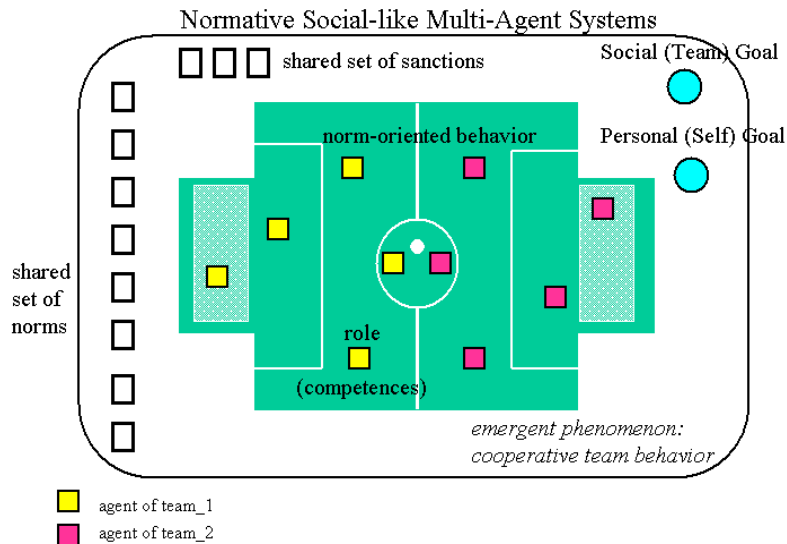 Normative Social-like Multi-Agent Systems
shared set of sanctions
Social (Team) Goal
norm-oriented behavior
Personal (Self) Goal
shared
set of
norms
role
(competences)
emergent phenomenon:
cooperative team behavior
agent of team_1
agent of team_2